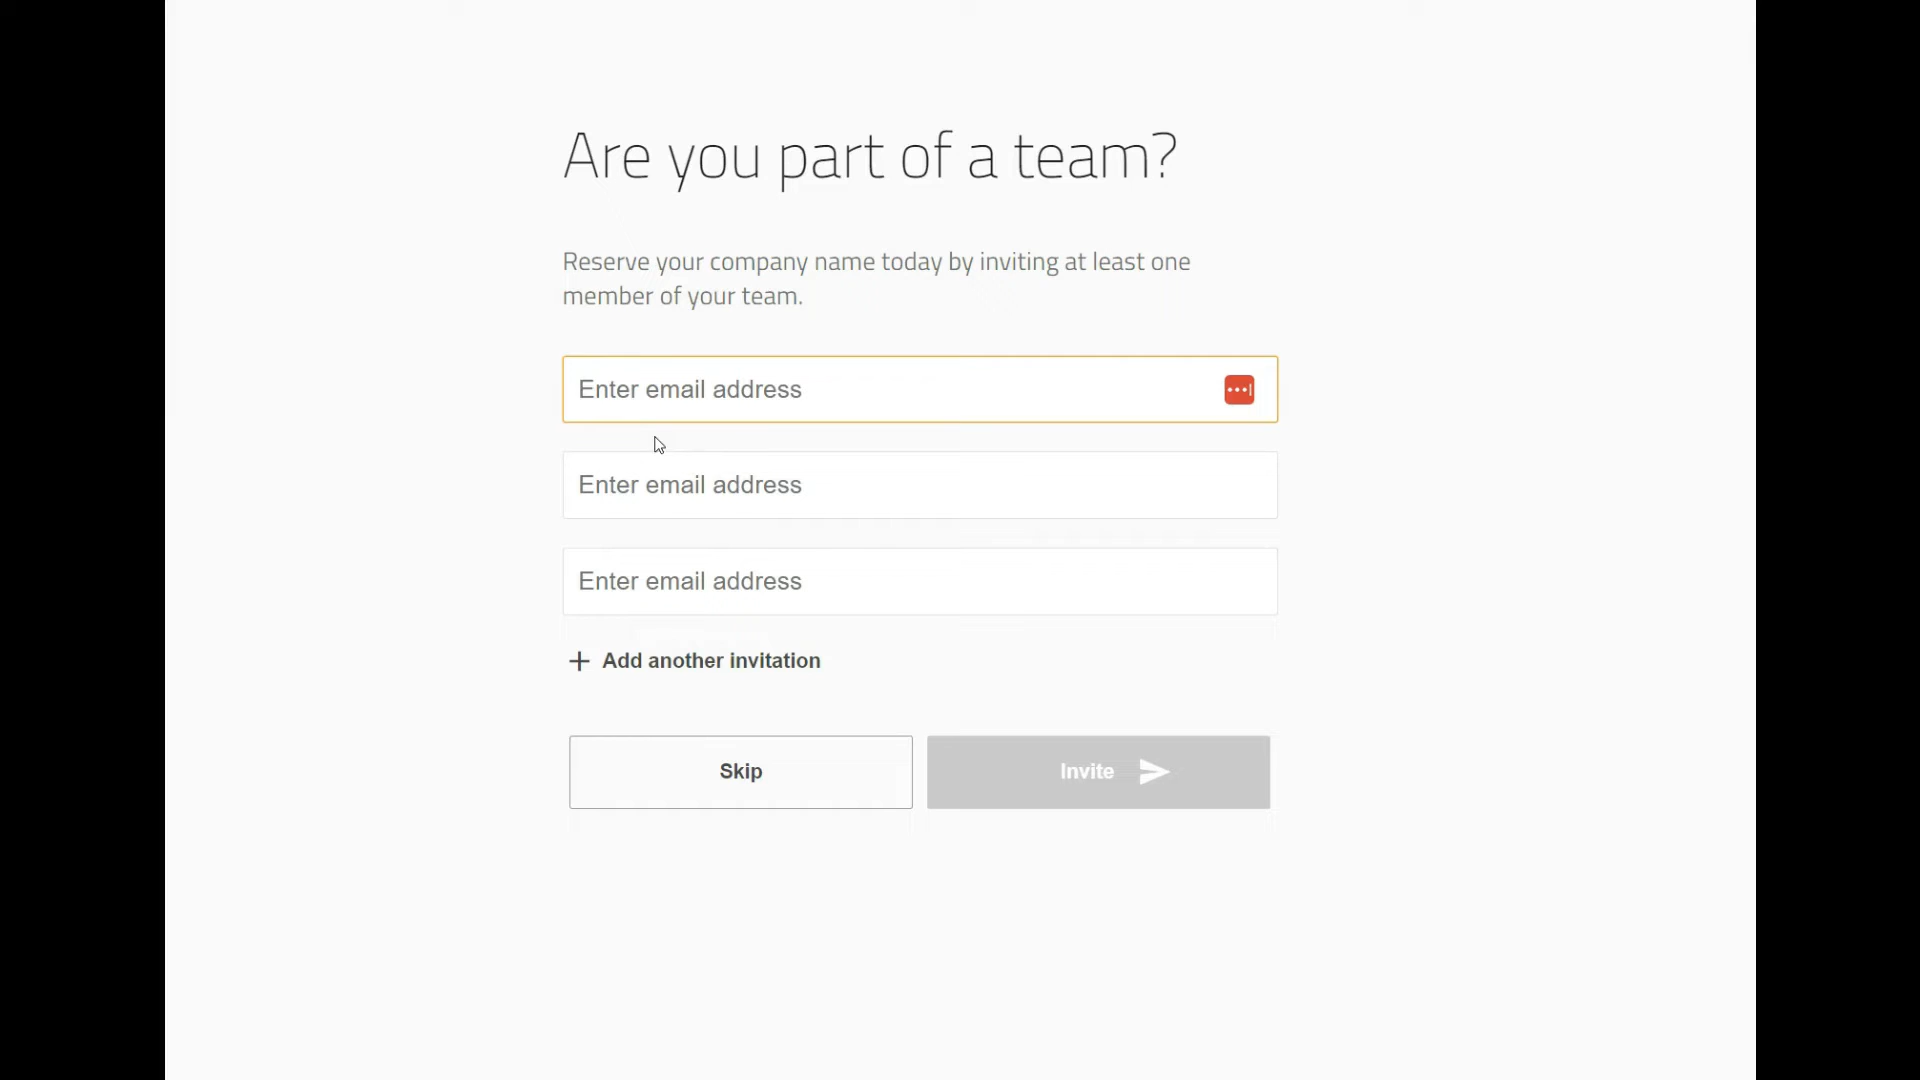 Are you part of a team?
Reserve your company name today by inviting at least one
member of your team.
Enter email address
Enter email address
Enter email address
Add another invitation
Skip
Invite